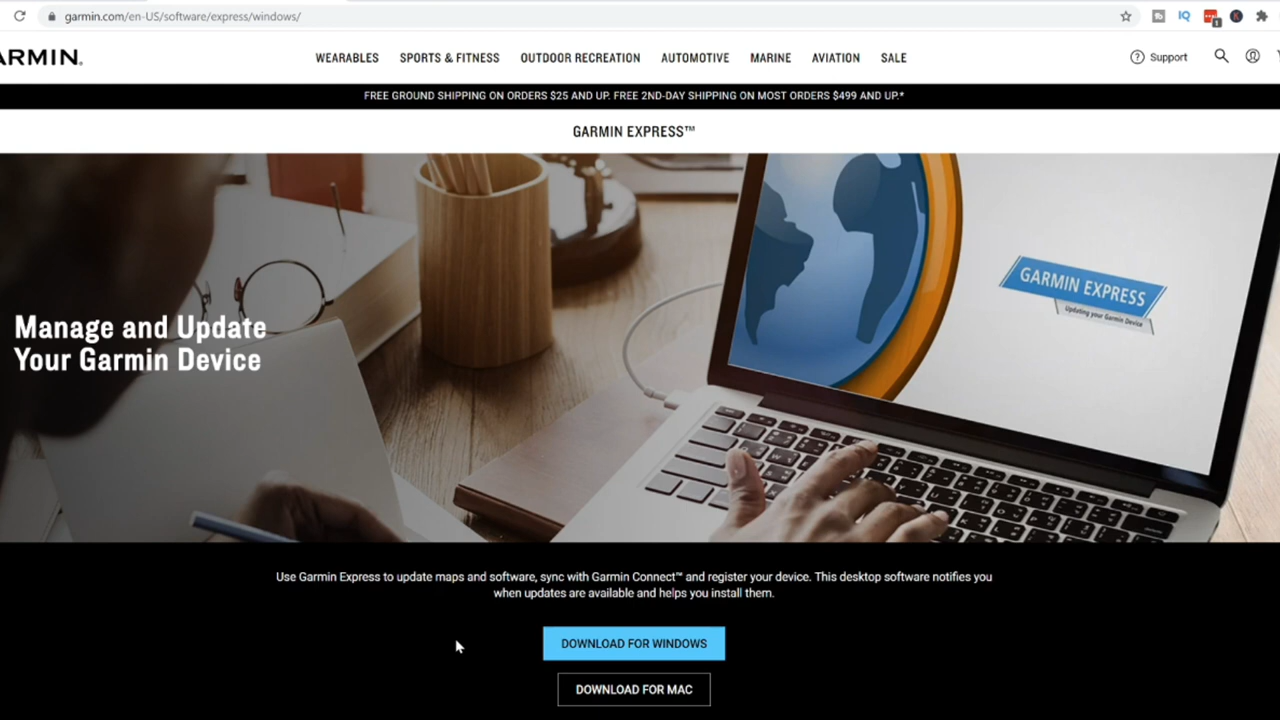 garmin.com/en-US/software/express/windows/
IQ
1
ARMIN.
WEARABLES SPORTS & FITNESS OUTDOOR RECREATION AUTOMOTIVE MARINE AVIATION SALE
Support
FREE GROUND SHIPPING ON ORDERS $25 AND UP. FREE 2ND-DAY SHIPPING ON MOST ORDERS $499 AND UP.*
GARMIN EXPRESS™
GARMIN EXPRESS
Updating your Garmin Device
Manage and Update
Your Garmin Device
Use Garmin Express to update maps and software, sync with Garmin Connect™ and register your device. This desktop software notifies you
when updates are available and helps you install them.
DOWNLOAD FOR WINDOWS
DOWNLOAD FOR MAC